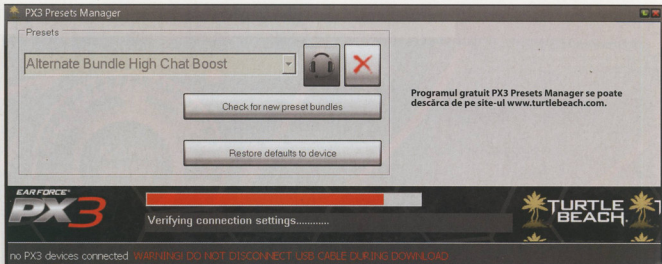 PX3 Presets Manager
Presets
Alternate Bundle High Chat Boost
Check for new preset bundles
Restore defaults to device
Programul gratuit PX3 Presets Manager se poate
descărca de pe site-ul www.turtlebeach.com.
EAR FORCE®
PX3
Verifying connection settings............
TURTLE
BEACH.
no PX3 devices connected WARNING! DO NOT DISCONNECT USB CABLE DURING DOWNLOAD